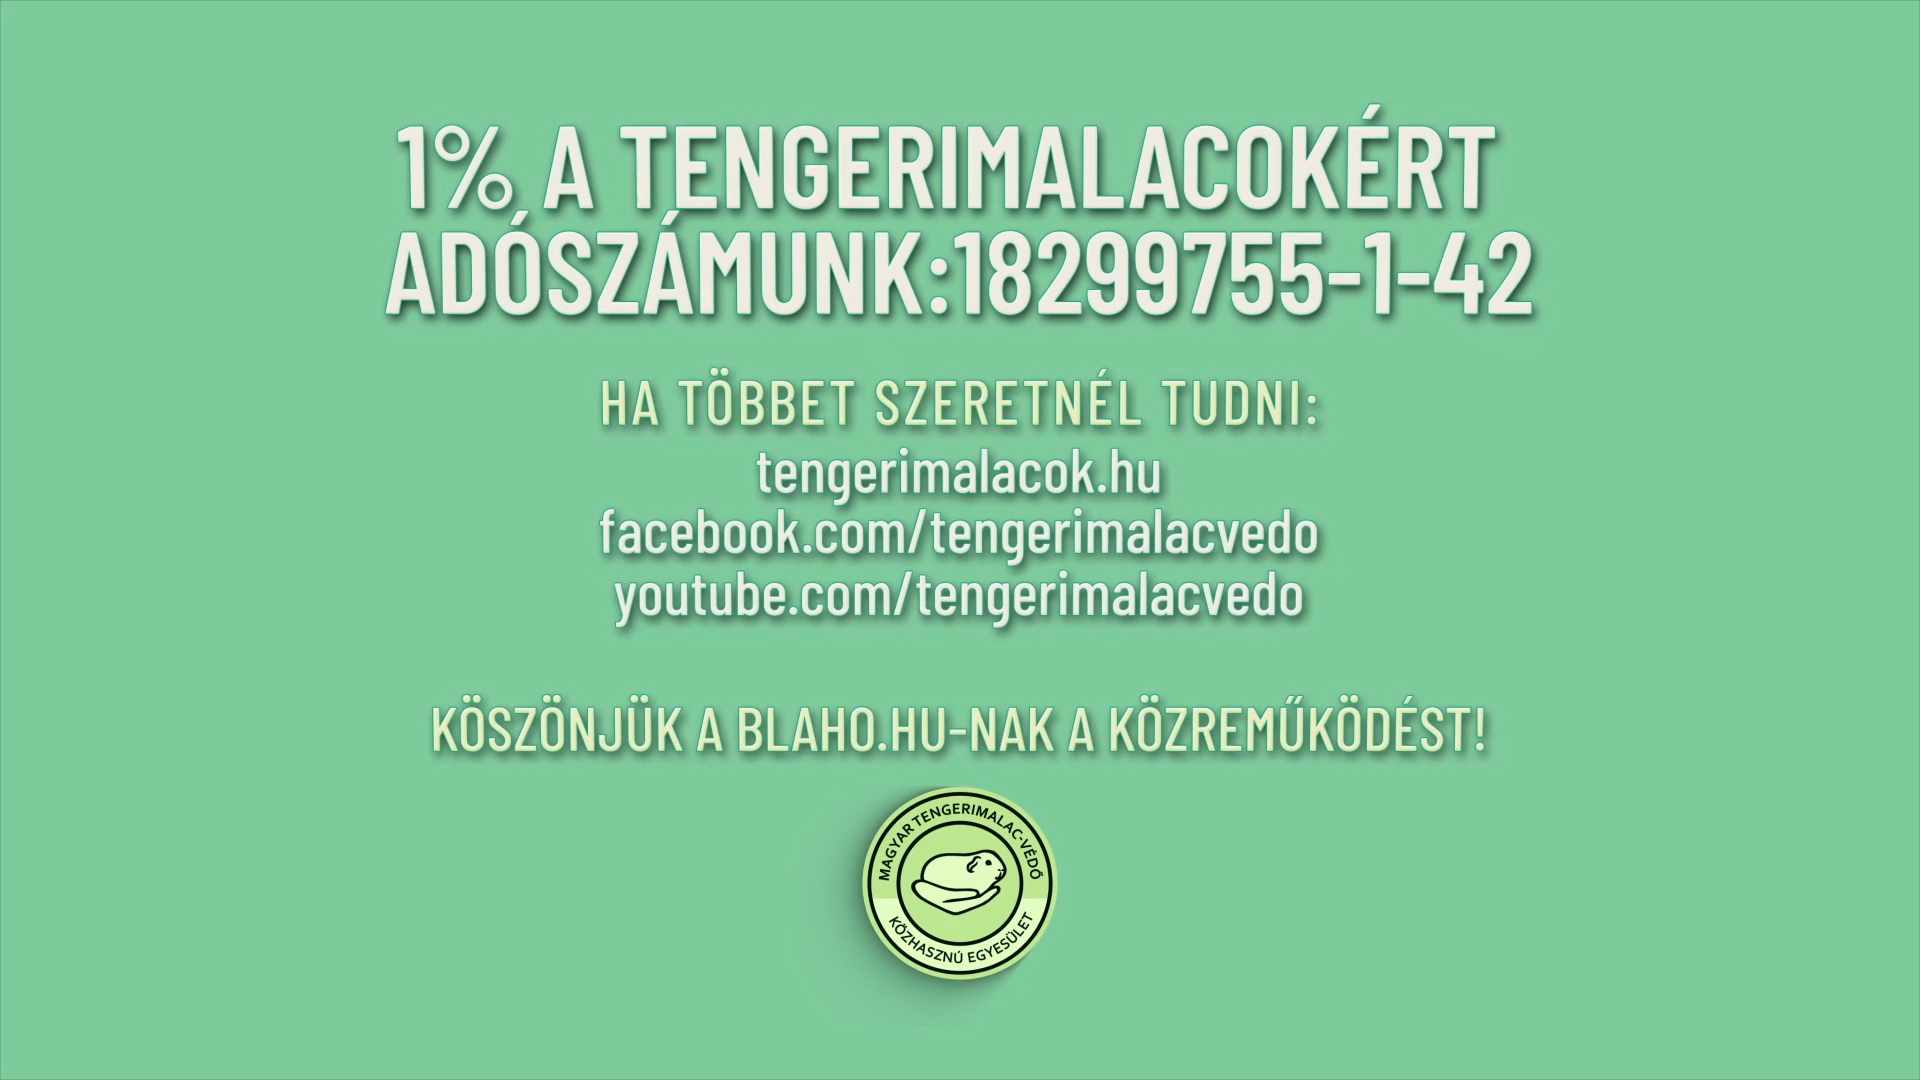 1% A TENGERIMALACOKÉRT
ADÓSZÁMUNK:18299755-1-42
HA TÖBBET SZERETNÉL TUDNI:
tengerimalacok.hu
facebook.com/tengerimalacvedo
youtube.com/tengerimalacvedo
KÖSZÖNJÜK A BLAHO.HU-NAK A KÖZREMŰKÖDÉST!
MAGYAR TENGERIMALAC-VÉDŐ
KÖZHASZNÚ EGYESÜLET